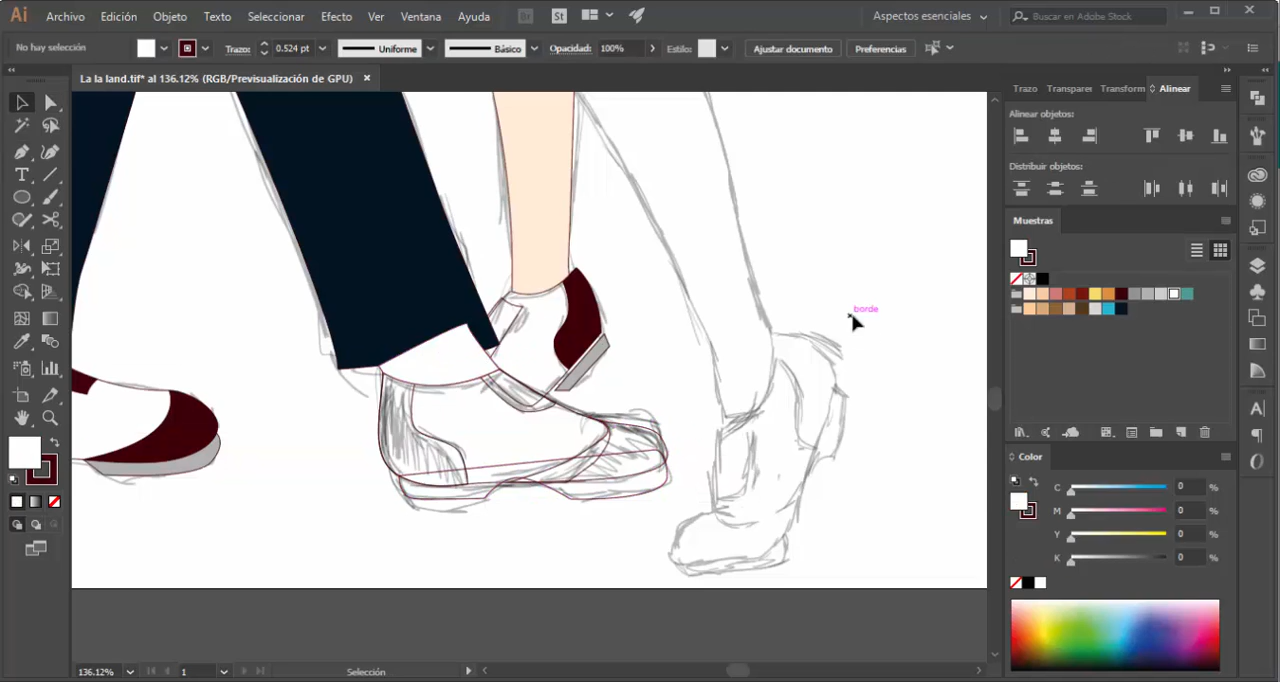 Ai Archivo Edición Objeto Texto Seleccionar Efecto Ver Ventana Ayuda Br St Aspectos esenciales Buscar en Adobe Stock
No hay selección Trazo: 0.524 pt Uniforme Básico Opacidad: 100% Estilo: Ajustar documento Preferencias
La la land.tif* al 136.12% (RGB/Previsualización de GPU)
Trazo Transparer Transform Alinear
Alinear objetos:
Distribuir objetos:
Muestras
borde
Color
C 0 %
M 0 %
Y 0 %
K 0 %
136.12% 1 Selección